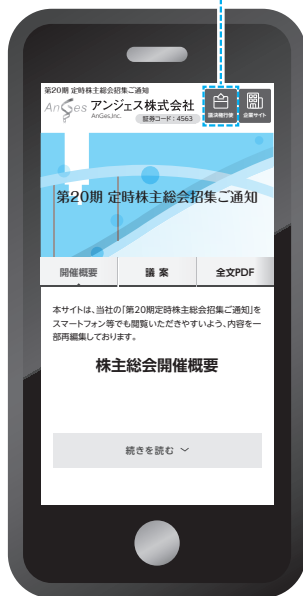 第20期 定時株主総会招集ご通知
AnGes アンジェス株式会社
AnGes,Inc.
証券コード：4563
議決権行使
企業サイト
第20期 定時株主総会招集ご通知
開催概要
議 案
全文PDF
本サイトは、当社の「第20期定時株主総会招集ご通知」を
スマートフォン等でも閲覧いただきやすいよう、内容を一
部再編集しております。
株主総会開催概要
続きを読む